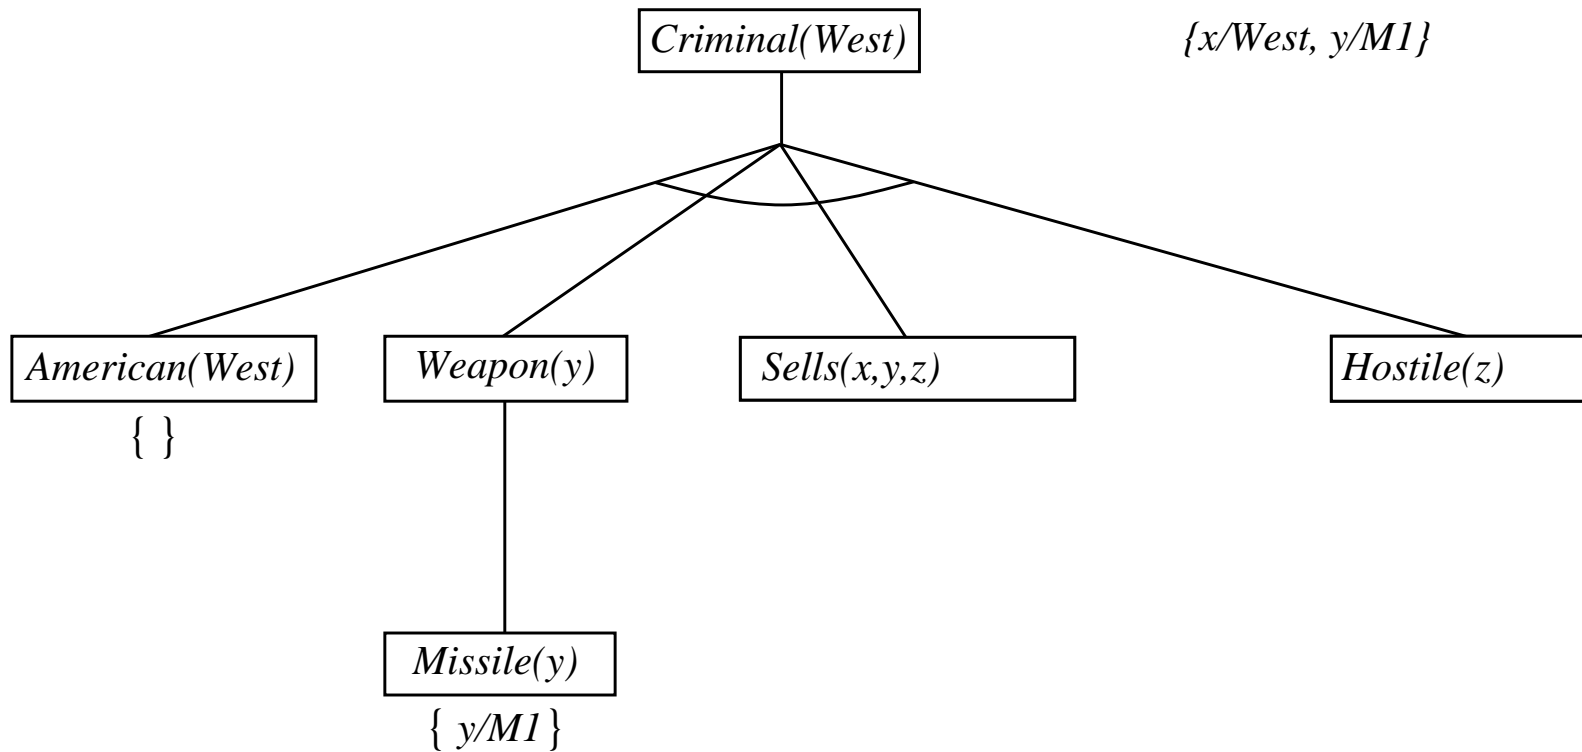 Criminal(West)
{x/West, y/M1}
American(West)
Weapon(y)
Sells(x,y,z)
Hostile(z)
{ }
Missile(y)
{ y/M1 }